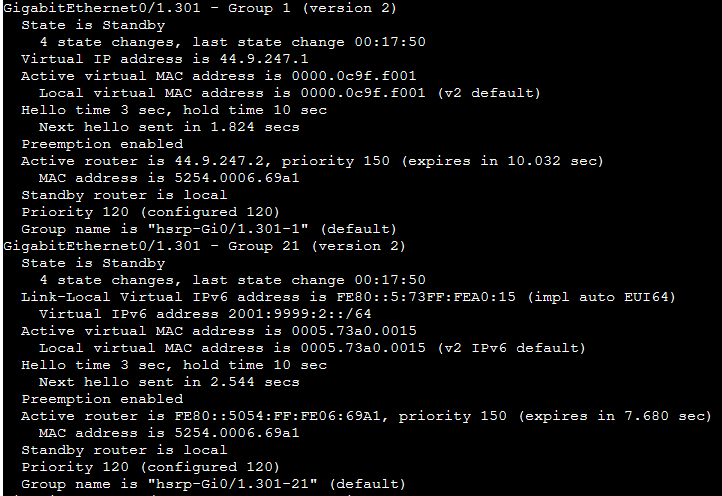 GigabitEthernet0/1.301 - Group 1 (version 2)
State is Standby
4 state changes, last state change 00:17:50
Virtual IP address is 44.9.247.1
Active virtual MAC address is 0000.0c9f.f001
Local virtual MAC address is 0000.0c9f.f001 (v2 default)
Hello time 3 sec, hold time 10 sec
Next hello sent in 1.824 secs
Preemption enabled
Active router is 44.9.247.2, priority 150 (expires in 10.032 sec)
MAC address is 5254.0006.69a1
Standby router is local
Priority 120 (configured 120)
Group name is "hsrp-Gi0/1.301-1" (default)
GigabitEthernet0/1.301 - Group 21 (version 2)
State is Standby
4 state changes, last state change 00:17:50
Link-Local Virtual IPv6 address is FE80::5:73FF:FEA0:15 (impl auto EUI64)
Virtual IPv6 address 2001:9999:2::/64
Active virtual MAC address is 0005.73a0.0015
Local virtual MAC address is 0005.73a0.0015 (v2 IPv6 default)
Hello time 3 sec, hold time 10 sec
Next hello sent in 2.544 secs
Preemption enabled
Active router is FE80::5054:FF:FE06:69A1, priority 150 (expires in 7.680 sec)
MAC address is 5254.0006.69a1
Standby router is local
Priority 120 (configured 120)
Group name is "hsrp-Gi0/1.301-21" (default)